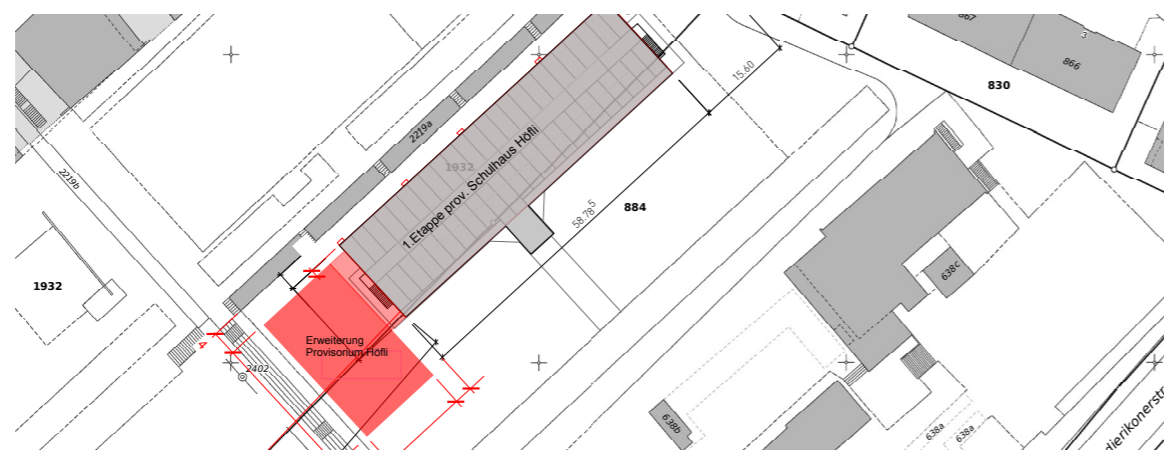 867
3
866
830
15.60
2219a
1932
1.Etappe prov. Schulhaus Höfli
2219b
58.78⁵
884
638c
1932
Erweiterung
Provisorium Höfli
4
2402
638b
638a
638a
dierikonerstr